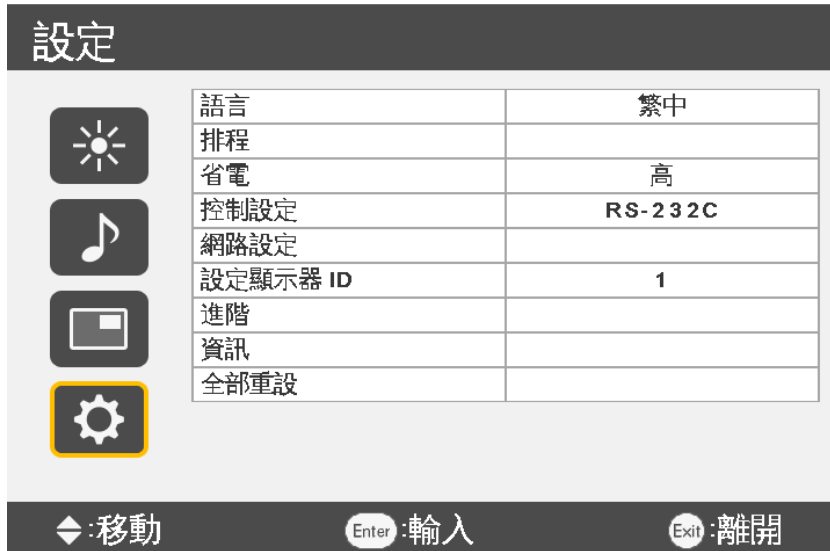 設定
語言 繁中
排程
省電 高
控制設定 RS-232C
網路設定
設定顯示器 ID 1
進階
資訊
全部重設
:移動 Enter :輸入 Exit :離開